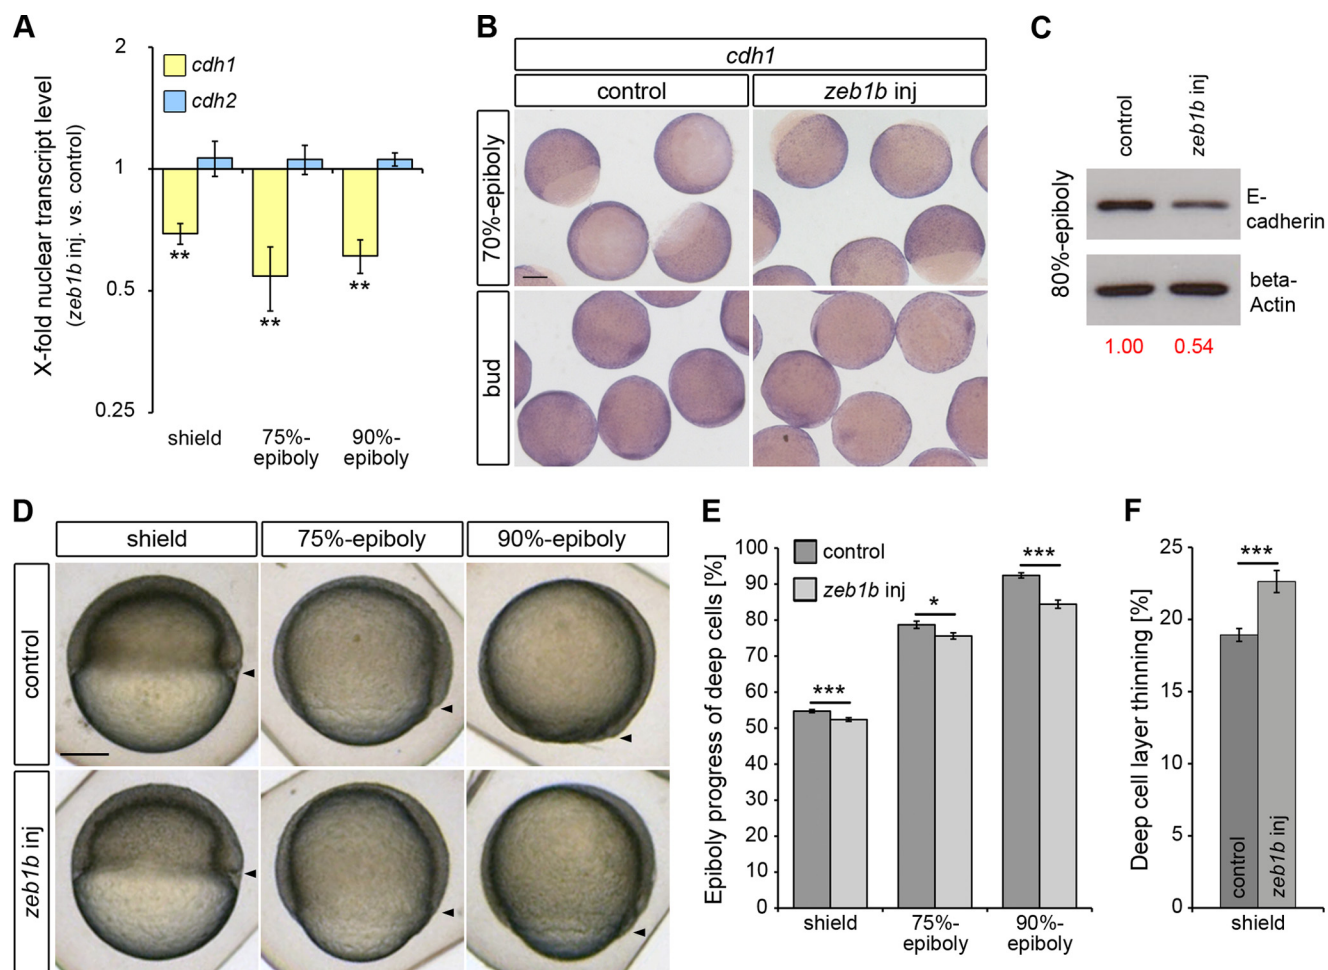 A
X-fold nuclear transcript level
(zeb1b inj. vs. control)
2
1
0.5
0.25
cdh1
cdh2
**
**
**
shield
75%-
epiboly
90%-
epiboly
B
cdh1
control
zeb1b inj
70%-epiboly
bud
C
control
zeb1b inj
80%-epiboly
E-
cadherin
beta-
Actin
1.00
0.54
D
shield
75%-epiboly
90%-epiboly
control
zeb1b inj
E
Epiboly progress of deep cells [%]
100
90
80
70
60
50
40
30
20
10
0
control
zeb1b inj
***
*
***
shield
75%-
epiboly
90%-
epiboly
F
Deep cell layer thinning [%]
25
20
15
10
5
0
***
control
zeb1b inj
shield